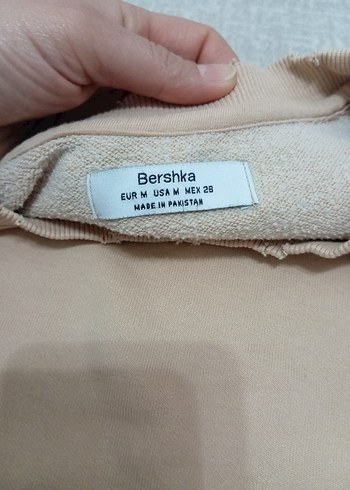 Bershka
EUR M USA M MEX 28
MADE IN PAKISTAN